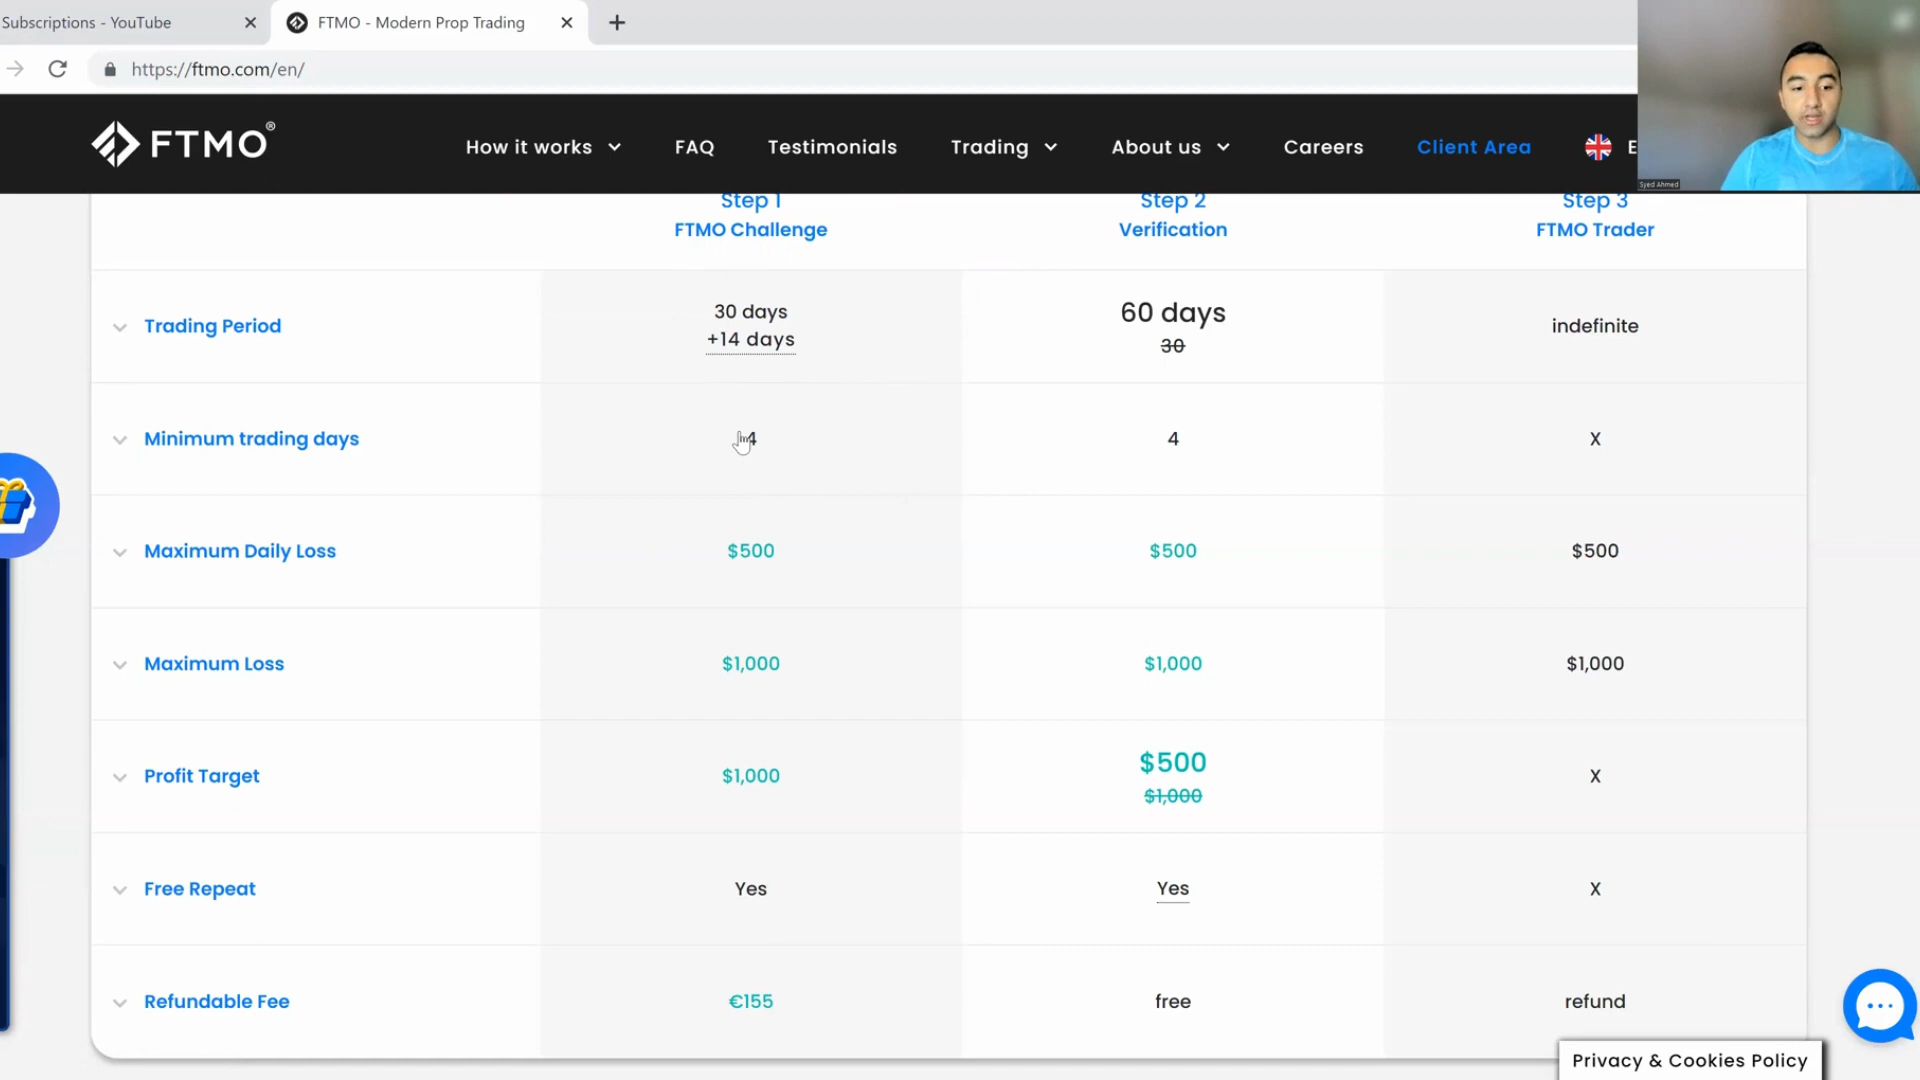 Subscriptions - YouTube
FTMO - Modern Prop Trading
https://ftmo.com/en/
FTMO®
How it works
FAQ
Testimonials
Trading
About us
Careers
Client Area
E
Syed Ahmed
Step 1
FTMO Challenge
Step 2
Verification
Step 3
FTMO Trader
Trading Period
30 days
+14 days
60 days
30
indefinite
Minimum trading days
4
4
X
Maximum Daily Loss
$500
$500
$500
Maximum Loss
$1,000
$1,000
$1,000
Profit Target
$1,000
$500
$1,000
X
Free Repeat
Yes
Yes
X
Refundable Fee
€155
free
refund
Privacy & Cookies Policy